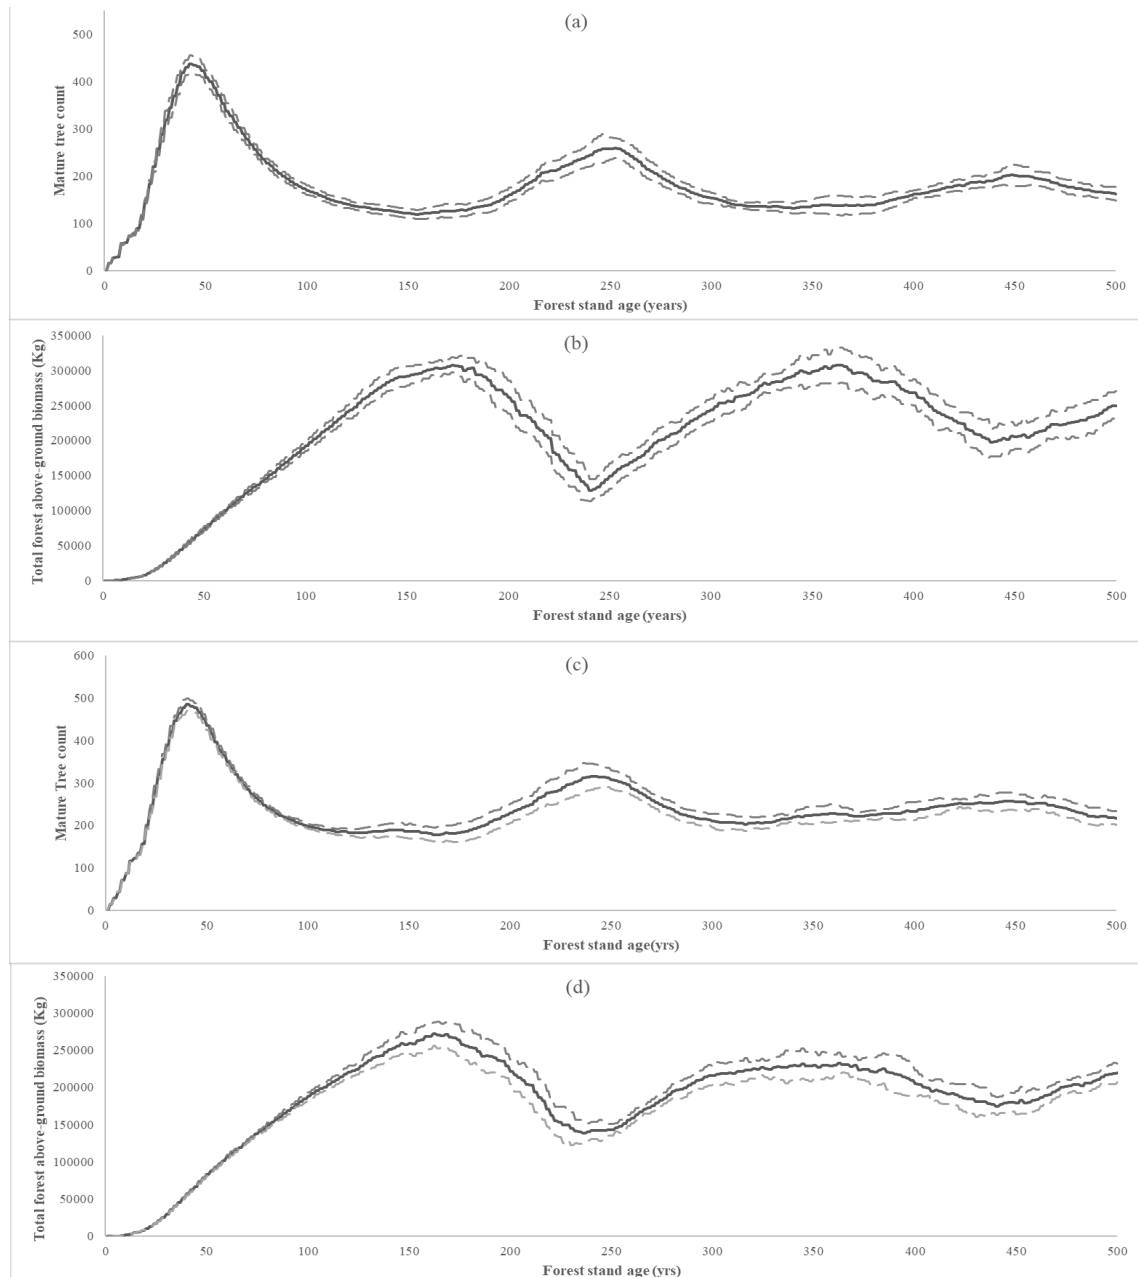 (a)
Mature tree count
500
400
300
200
100
0
0 50 100 150 200 250 300 350 400 450 500
Forest stand age (years)
(b)
Total forest above-ground biomass (Kg)
350000
300000
250000
200000
150000
100000
50000
0
0 50 100 150 200 250 300 350 400 450 500
Forest stand age (years)
(c)
Mature Tree count
600
500
400
300
200
100
0
0 50 100 150 200 250 300 350 400 450 500
Forest stand age(yrs)
(d)
Total forest above-ground biomass (Kg)
350000
300000
250000
200000
150000
100000
50000
0
0 50 100 150 200 250 300 350 400 450 500
Forest stand age (yrs)